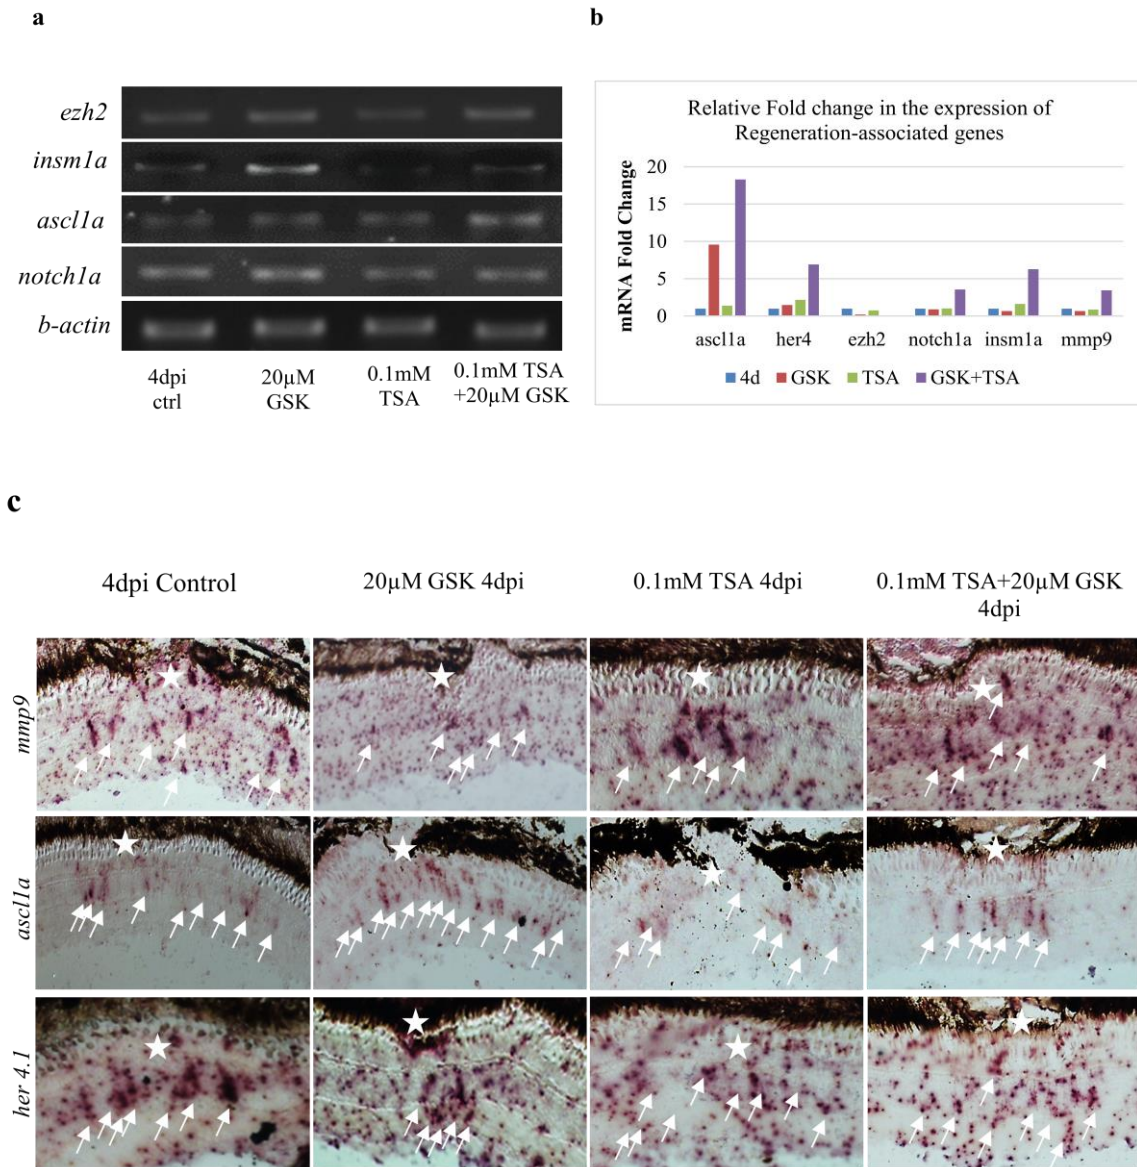 a
ezh2
insm1a
ascl1a
notch1a
b-actin
4dpi
ctrl
20µM
GSK
0.1mM
TSA
0.1mM TSA
+20µM GSK
b
Relative Fold change in the expression of
Regeneration-associated genes
mRNA Fold Change
20
15
10
5
0
ascl1a her4 ezh2 notch1a insm1a mmp9
4d GSK TSA GSK+TSA
c
4dpi Control
20µM GSK 4dpi
0.1mM TSA 4dpi
0.1mM TSA+20µM GSK
4dpi
mmp9
ascl1a
her 4.1